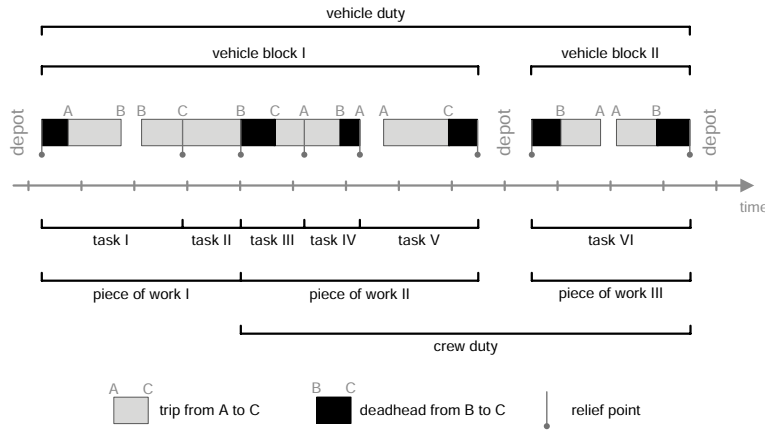 vehicle duty
vehicle block I
vehicle block II
A B B C B C A B A A C B A A B
depot
depot
depot
time
task I task II task III task IV task V task VI
piece of work I piece of work II piece of work III
crew duty
A C B C
trip from A to C deadhead from B to C relief point